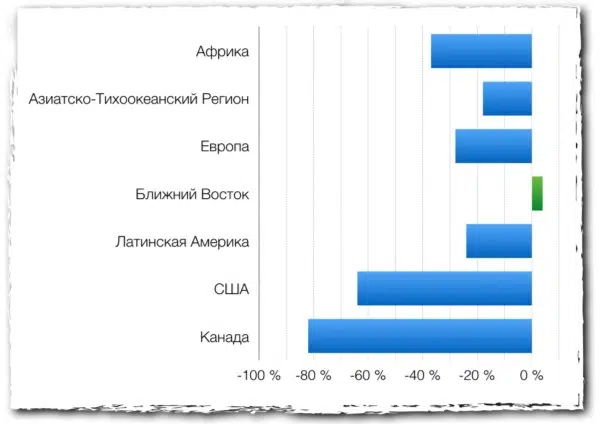 Африка
Азиатско-Тихоокеанский Регион
Европа
Ближний Восток
Латинская Америка
США
Канада
-100 % -80 % -60 % -40 % -20 % 0 %